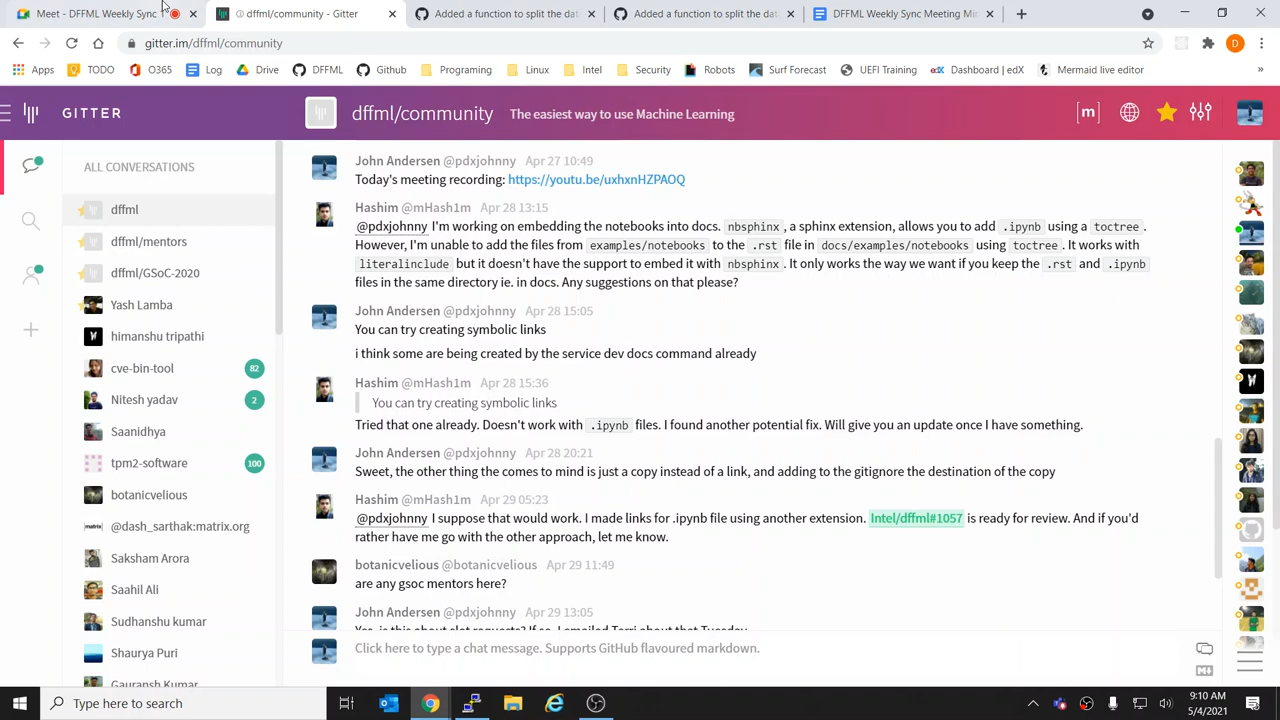 Meet - DFFML Weekly Sync
dffml/community - Gitter
Added a function to split the dat
Added a function to split the dat
DFFML Weekly Sync Meeting Min
gitter.im/dffml/community
Apps
TODO
O365
Log
Drive
DFFML
Github
Programing
Linux
Intel
Security
Robots
Surf Forecast
UEFI Training
Dashboard | edX
Mermaid live editor
»
GITTER
dffml/community
The easiest way to use Machine Learning
[m]
ALL CONVERSATIONS
dffml
dffml/mentors
dffml/GSoC-2020
Yash Lamba
himanshu tripathi
cve-bin-tool 82
Nitesh yadav 2
Saanidhya
tpm2-software 100
botanicvelious
matrix @dash_sarthak:matrix.org
Saksham Arora
Saahil Ali
Sudhanshu kumar
Shaurya Puri
Gauransh Kumar
John Andersen @pdxjohnny Apr 27 10:49
Today's meeting recording: https://youtu.be/uxhxnHZPAOQ
Hashim @mHash1m Apr 28 13:15
@pdxjohnny I'm working on embedding the notebooks into docs. nbsphinx, a sphinx extension, allows you to add .ipynb using a toctree.
However, I'm unable to add the files from examples/notebooks to the .rst file in docs/examples/notebooks using toctree. It works with
literalinclude but it doesn't have the support to embed it with nbsphinx. It only works the way we want if you keep the .rst and .ipynb
files in the same directory ie. in docs. Any suggestions on that please?
John Andersen @pdxjohnny Apr 28 15:05
You can try creating symbolic links
i think some are being created by the service dev docs command already
Hashim @mHash1m Apr 28 15:36
You can try creating symbolic links
Tried that one already. Doesn't work with .ipynb files. I found another potential fix. Will give you an update once I have something.
John Andersen @pdxjohnny Apr 28 20:21
Sweet, the other thing the comes to mind is just a copy instead of a link, and adding to the gitignore the destination of the copy
Hashim @mHash1m Apr 29 05:23
@pdxjohnny I suppose that would work. I made links for .ipynb file using another extension. Intel/dffml#1057 is ready for review. And if you'd
rather have me go with the other approach, let me know.
botanicvelious @botanicvelious Apr 29 11:49
are any gsoc mentors here?
John Andersen @pdxjohnny Apr 29 13:05
Yes, is this about slot requests? If so, I emailed Terri about that Tuesday
Click here to type a chat message. Supports GitHub flavoured markdown.
Type here to search
9:10 AM
5/4/2021